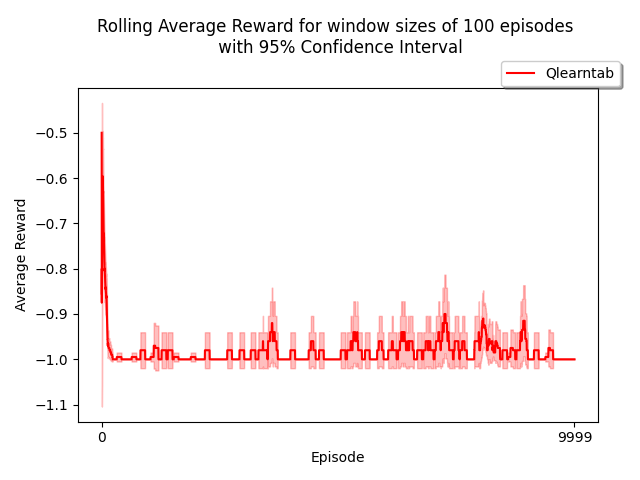 Rolling Average Reward for window sizes of 100 episodes
with 95% Confidence Interval
Qlearntab
−0.5
−0.6
−0.7
−0.8
−0.9
−1.0
−1.1
Average Reward
0
9999
Episode